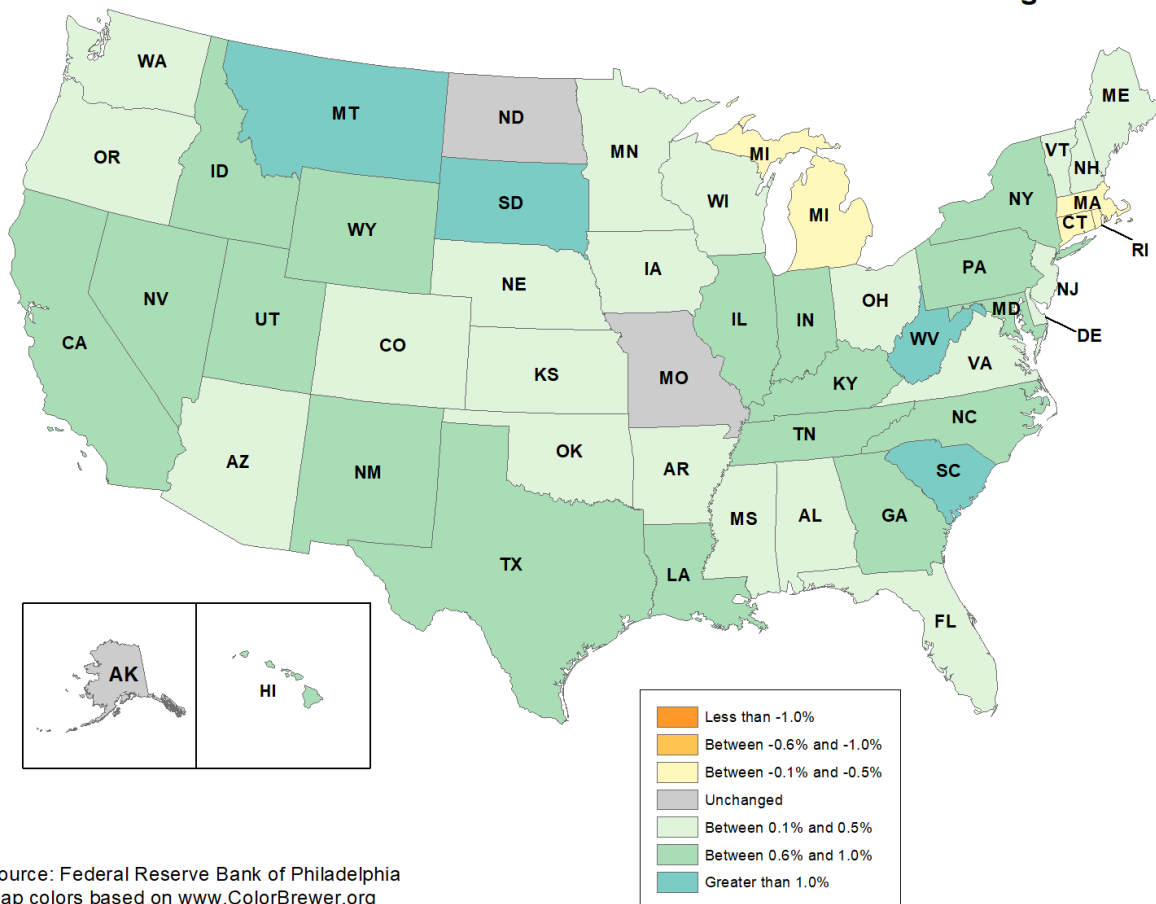 WA
MT
ND
MN
ME
OR
ID
SD
WI
MI
MI
VT
NH
NY
MA
CT
RI
WY
NE
IA
PA
NJ
NV
UT
CO
KS
MO
IL
IN
OH
MD
DE
CA
WV
VA
KY
AZ
NM
OK
AR
TN
NC
SC
TX
LA
MS
AL
GA
FL
AK
HI
Less than -1.0%
Between -0.6% and -1.0%
Between -0.1% and -0.5%
Unchanged
Between 0.1% and 0.5%
Between 0.6% and 1.0%
Greater than 1.0%
ource: Federal Reserve Bank of Philadelphia
ap colors based on www.ColorBrewer.org